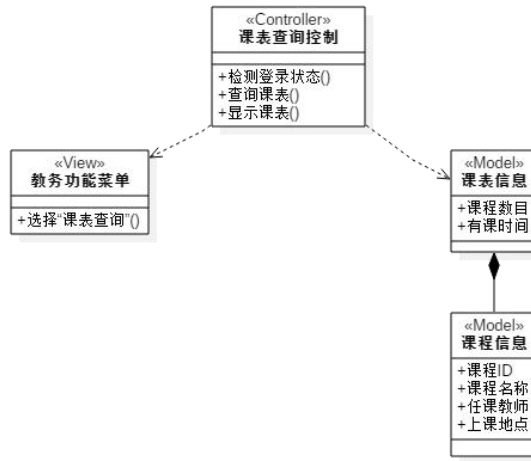 «Controller»
课表查询控制
+检测登录状态()
+查询课表()
+显示课表()
«View»
教务功能菜单
+选择“课表查询”()
«Model»
课表信息
+课程数目
+有课时间
«Model»
课程信息
+课程ID
+课程名称
+任课教师
+上课地点